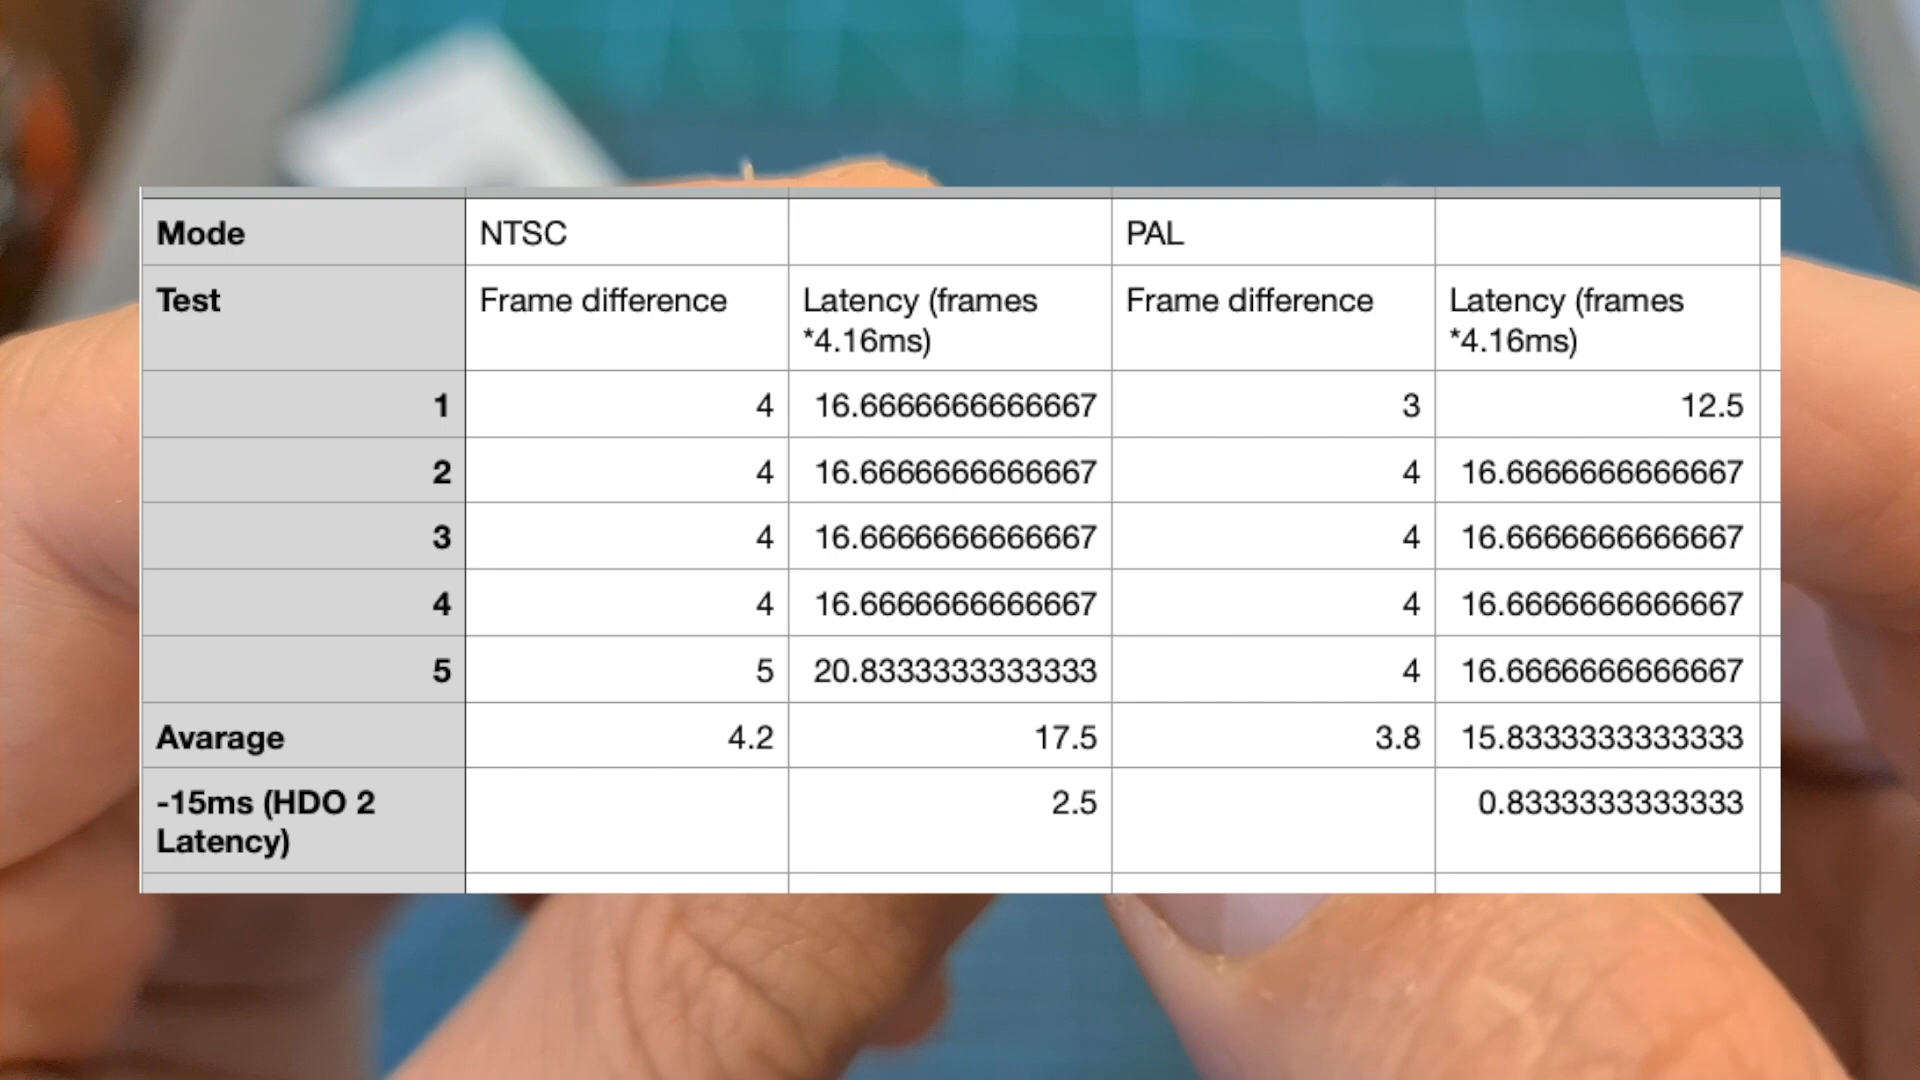 Mode NTSC PAL
Test Frame difference Latency (frames *4.16ms) Frame difference Latency (frames *4.16ms)
1 4 16.6666666666667 3 12.5
2 4 16.6666666666667 4 16.6666666666667
3 4 16.6666666666667 4 16.6666666666667
4 4 16.6666666666667 4 16.6666666666667
5 5 20.8333333333333 4 16.6666666666667
Avarage 4.2 17.5 3.8 15.8333333333333
-15ms (HDO 2 Latency) 2.5 0.8333333333333